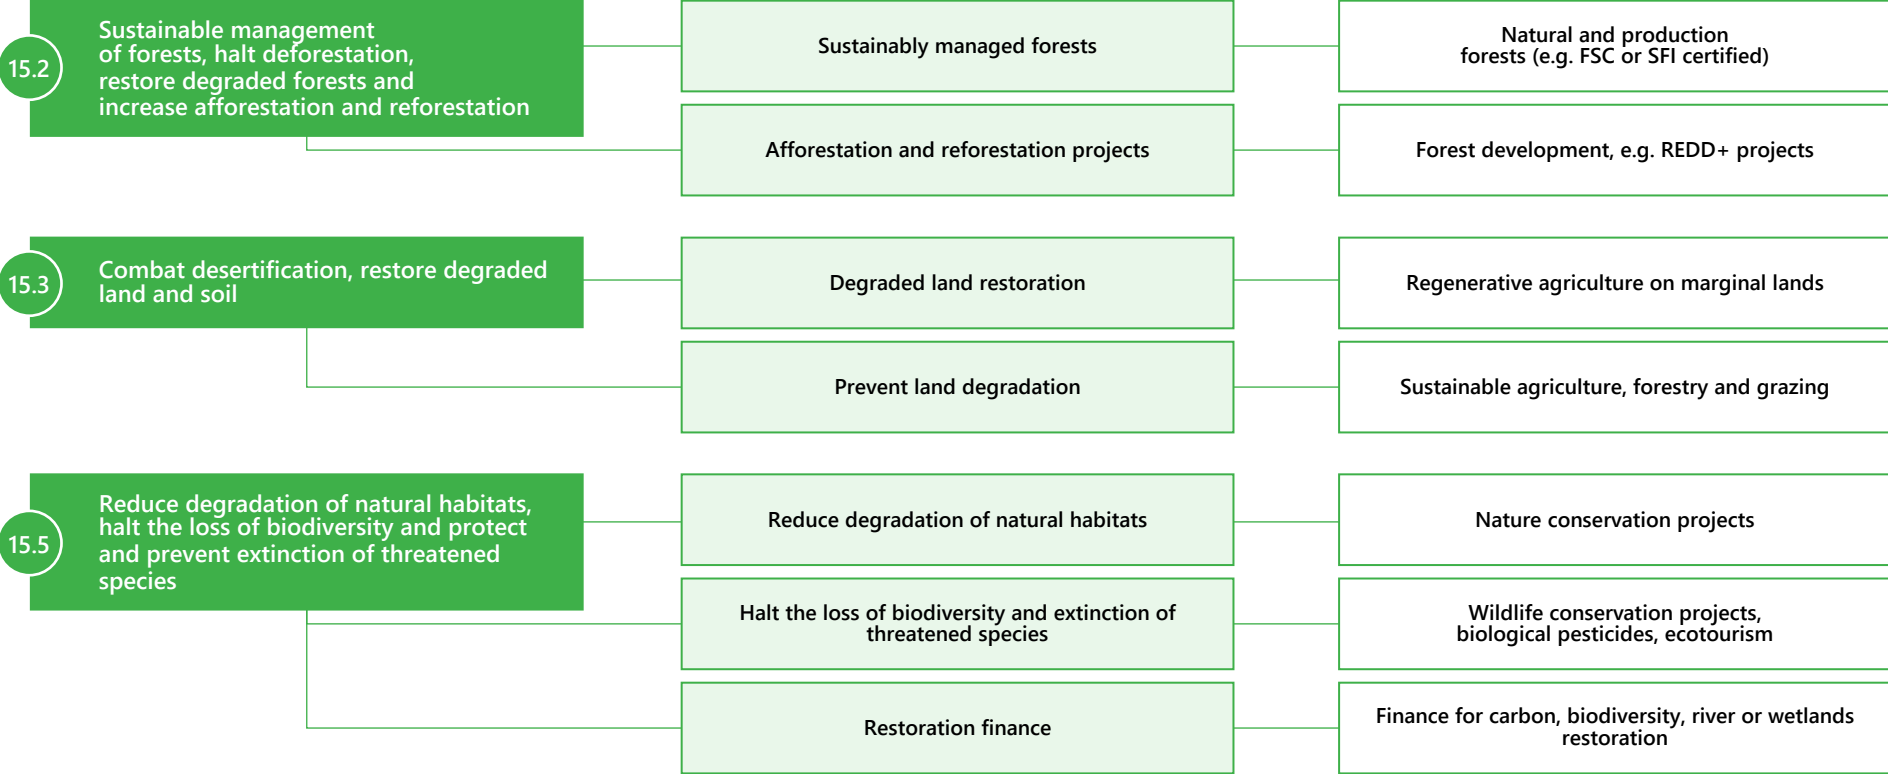 15.2
Sustainable management
of forests, halt deforestation,
restore degraded forests and
increase afforestation and reforestation
Sustainably managed forests
Natural and production
forests (e.g. FSC or SFI certified)
Afforestation and reforestation projects
Forest development, e.g. REDD+ projects
15.3
Combat desertification, restore degraded
land and soil
Degraded land restoration
Regenerative agriculture on marginal lands
Prevent land degradation
Sustainable agriculture, forestry and grazing
15.5
Reduce degradation of natural habitats,
halt the loss of biodiversity and protect
and prevent extinction of threatened
species
Reduce degradation of natural habitats
Nature conservation projects
Halt the loss of biodiversity and extinction of
threatened species
Wildlife conservation projects,
biological pesticides, ecotourism
Restoration finance
Finance for carbon, biodiversity, river or wetlands
restoration